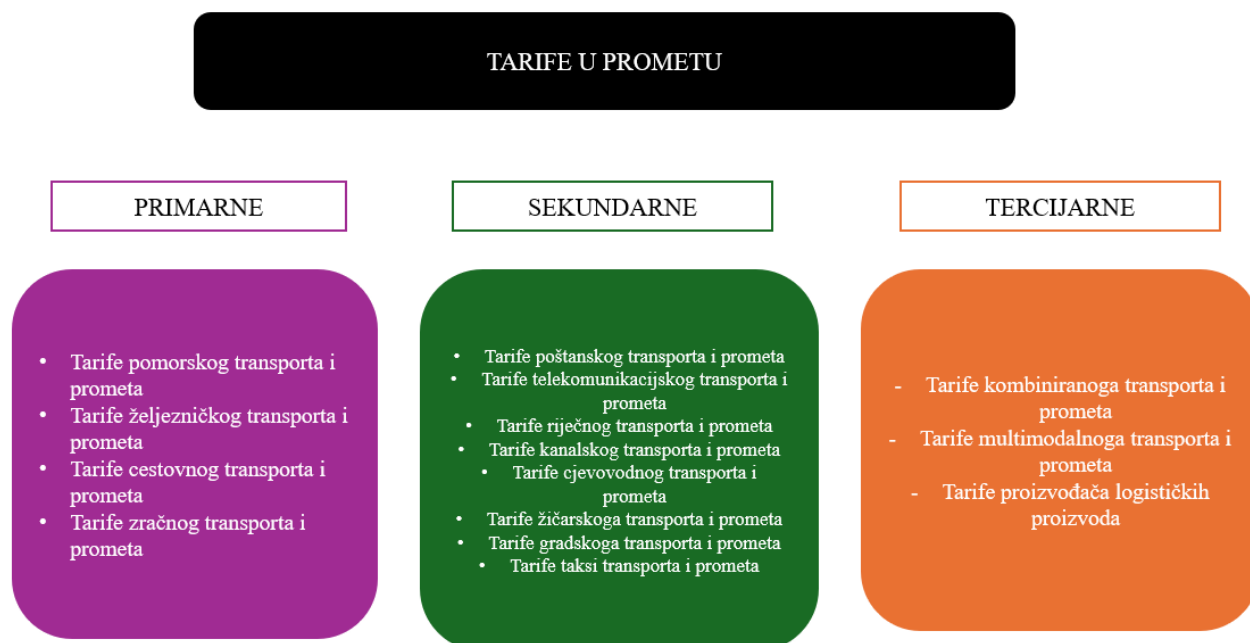 TARIFE U PROMETU
PRIMARNE
• Tarife pomorskog transporta i
prometa
• Tarife željezničkog transporta i
prometa
• Tarife cestovnog transporta i
prometa
• Tarife zračnog transporta i
prometa
SEKUNDARNE
• Tarife poštanskog transporta i prometa
• Tarife telekomunikacijskog transporta i
prometa
• Tarife riječnog transporta i prometa
• Tarife kanalskog transporta i prometa
• Tarife cjevovodnog transporta i
prometa
• Tarife žičarskoga transporta i prometa
• Tarife gradskoga transporta i prometa
• Tarife taksi transporta i prometa
TERCIJARNE
- Tarife kombiniranoga transporta i
prometa
- Tarife multimodalnoga transporta i
prometa
- Tarife proizvođača logističkih
proizvoda